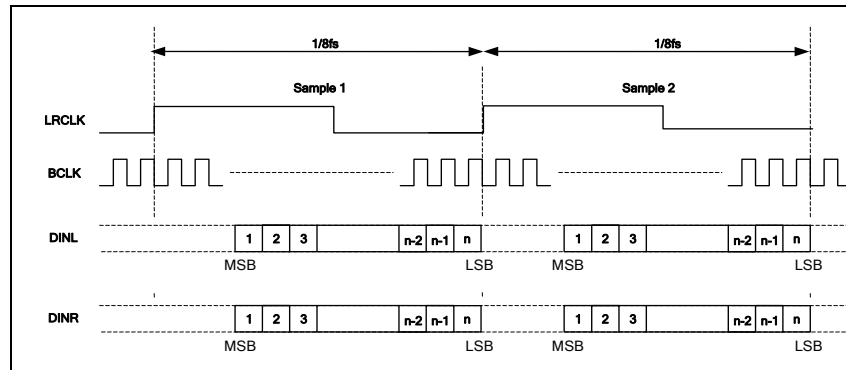 1/8fs 1/8fs
Sample 1 Sample 2
LRCLK
BCLK
DINL 1 2 3 n-2 n-1 n 1 2 3 n-2 n-1 n
MSB LSB MSB LSB
DINR 1 2 3 n-2 n-1 n 1 2 3 n-2 n-1 n
MSB LSB MSB LSB